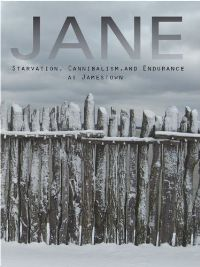 JANE
STARVATION, CANNIBALISM, AND ENDURANCE
AT JAMESTOWN